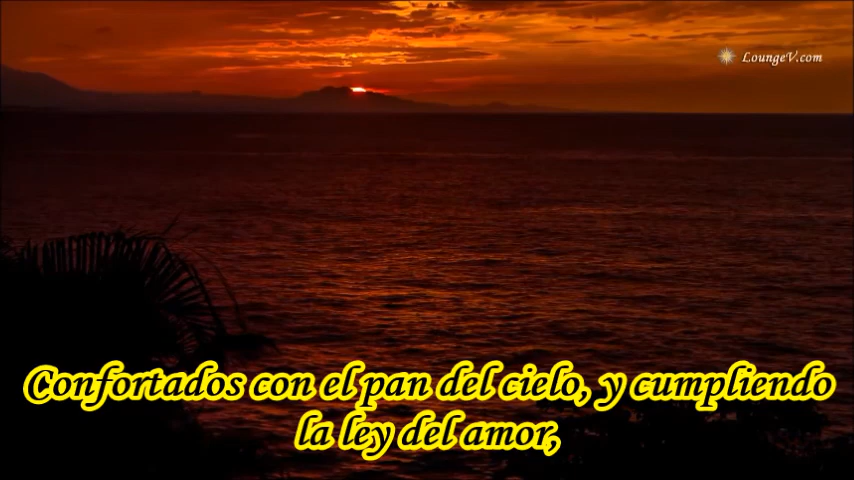 LoungeV.com
Confortados con el pan del cielo, y cumpliendo
la ley del amor,